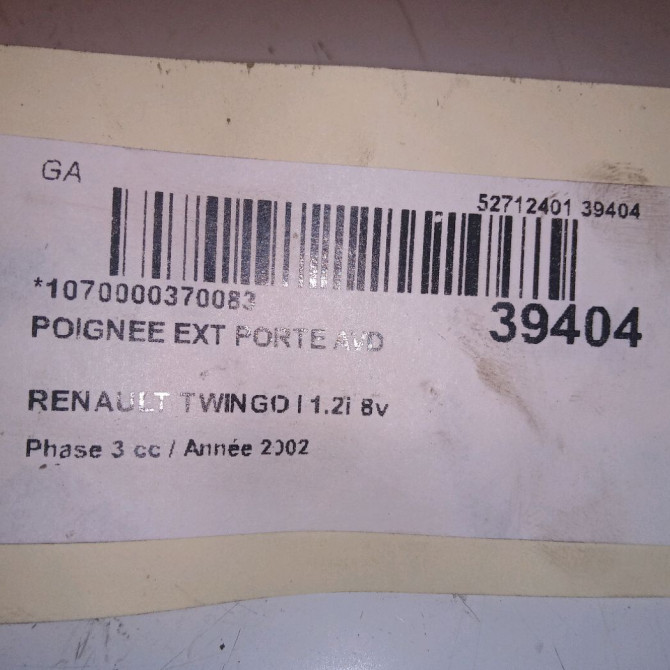 GA
52712401 39404
*1070000370083
39404
POIGNEE EXT PORTE AVD
RENAULT TWINGO I 1.2i 8v
Phase 3 cc / Année 2002